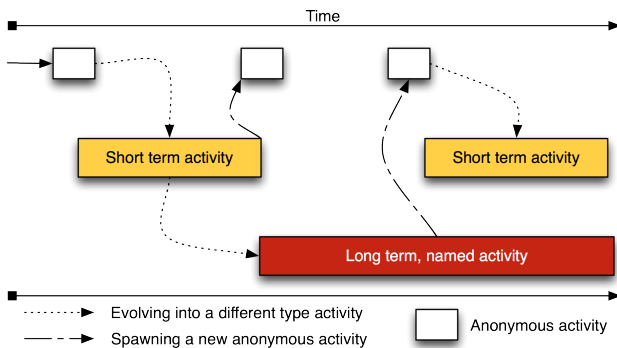 Time
Short term activity
Short term activity
Long term, named activity
Evolving into a different type activity
Spawning a new anonymous activity
Anonymous activity